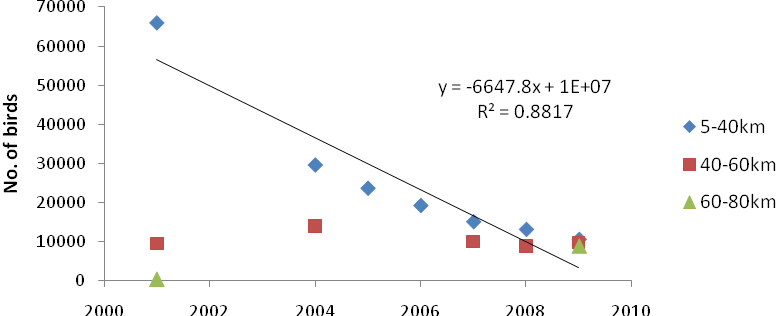 70000
60000
50000
40000
30000
20000
10000
0
No. of birds
2000
2002
2004
2006
2008
2010
y = -6647.8x + 1E+07
R² = 0.8817
5-40km
40-60km
60-80km